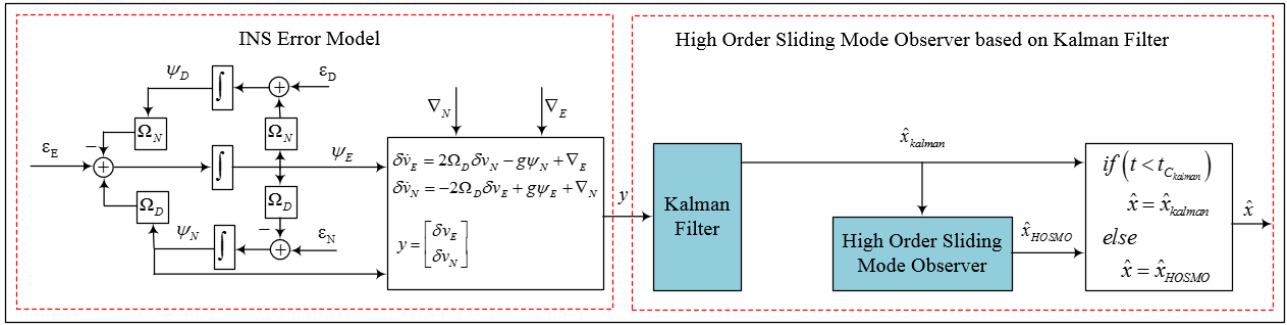 INS Error Model
ψ_D
∫
+
ε_D
Ω_N
Ω_N
−
ε_E
+
∫
ψ_E
Ω_D
Ω_D
ψ_N
∫
−
+
ε_N
∇_N
∇_E
δv̇_E = 2Ω_D δv_N − gψ_N + ∇_E
δv̇_N = −2Ω_D δv_E + gψ_E + ∇_N
y = [δv_E
δv_N]
y
High Order Sliding Mode Observer based on Kalman Filter
Kalman
Filter
x̂_kalman
High Order Sliding
Mode Observer
x̂_HOSMO
if (t < t_C_kalman)
x̂ = x̂_kalman
else
x̂ = x̂_HOSMO
x̂